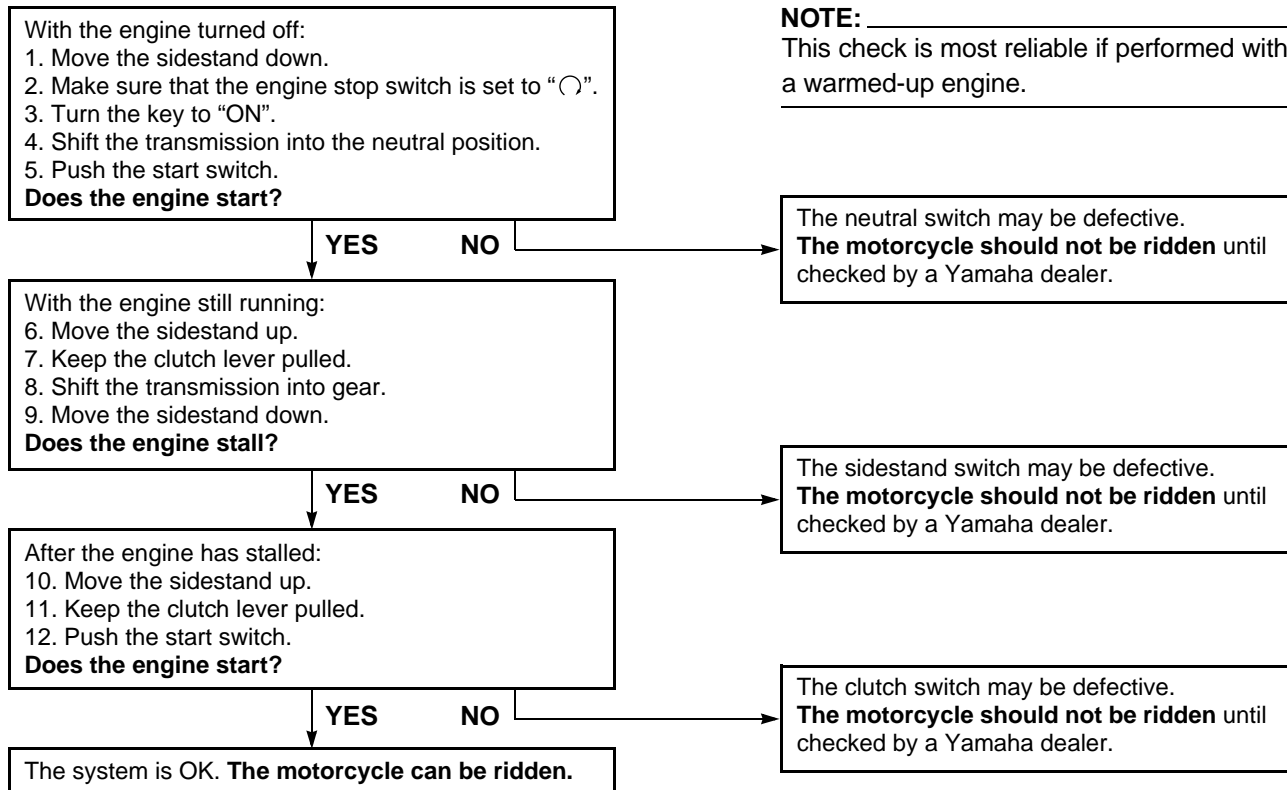 With the engine turned off:
1. Move the sidestand down.
2. Make sure that the engine stop switch is set to “ ”.
3. Turn the key to “ON”.
4. Shift the transmission into the neutral position.
5. Push the start switch.
Does the engine start?
NOTE:
This check is most reliable if performed with
a warmed-up engine.
YES NO
The neutral switch may be defective.
The motorcycle should not be ridden until
checked by a Yamaha dealer.
With the engine still running:
6. Move the sidestand up.
7. Keep the clutch lever pulled.
8. Shift the transmission into gear.
9. Move the sidestand down.
Does the engine stall?
YES NO
The sidestand switch may be defective.
The motorcycle should not be ridden until
checked by a Yamaha dealer.
After the engine has stalled:
10. Move the sidestand up.
11. Keep the clutch lever pulled.
12. Push the start switch.
Does the engine start?
YES NO
The clutch switch may be defective.
The motorcycle should not be ridden until
checked by a Yamaha dealer.
The system is OK. The motorcycle can be ridden.